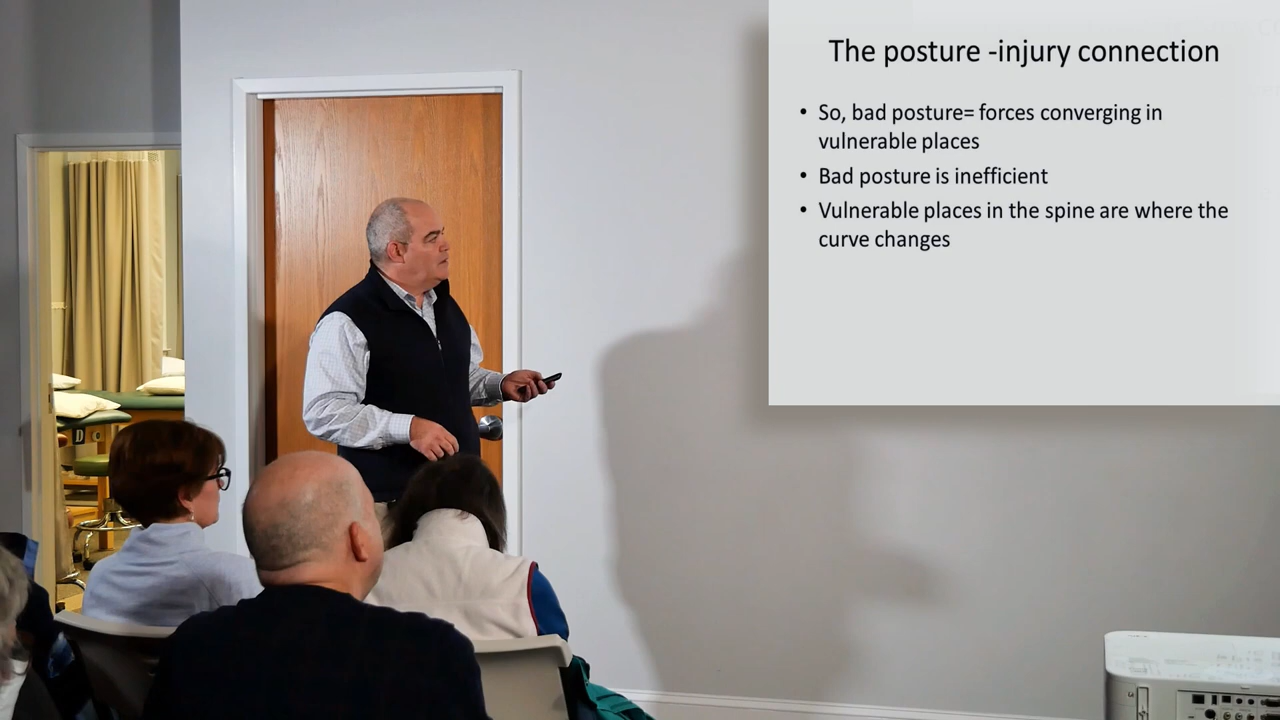 The posture -injury connection
• So, bad posture= forces converging in
vulnerable places
• Bad posture is inefficient
• Vulnerable places in the spine are where the
curve changes
D